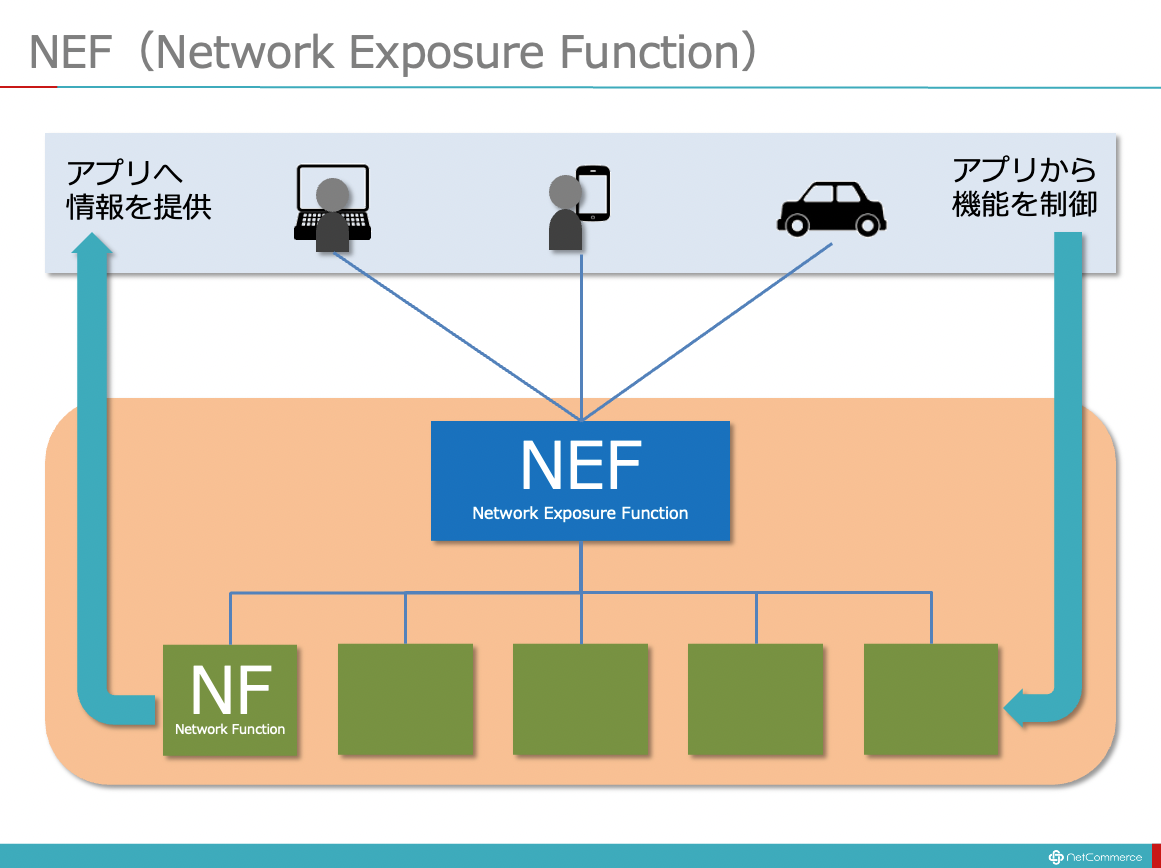 NEF（Network Exposure Function）
アプリへ
情報を提供
アプリから
機能を制御
NEF
Network Exposure Function
NF
Network Function
NetCommerce